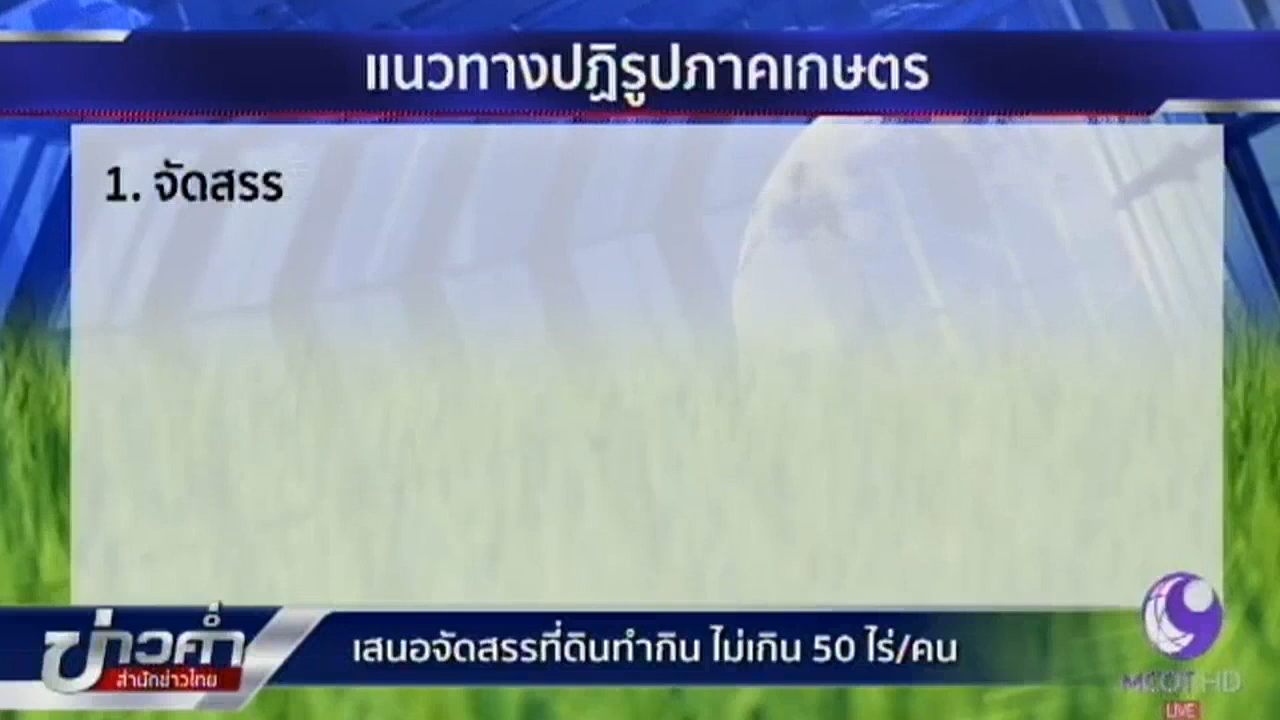 แนวทางปฏิรูปภาคเกษตร
1. จัดสรร
ข่าวค่ำ
สำนักข่าวไทย
เสนอจัดสรรที่ดินทำกิน ไม่เกิน 50 ไร่/คน
MCOT HD
LIVE